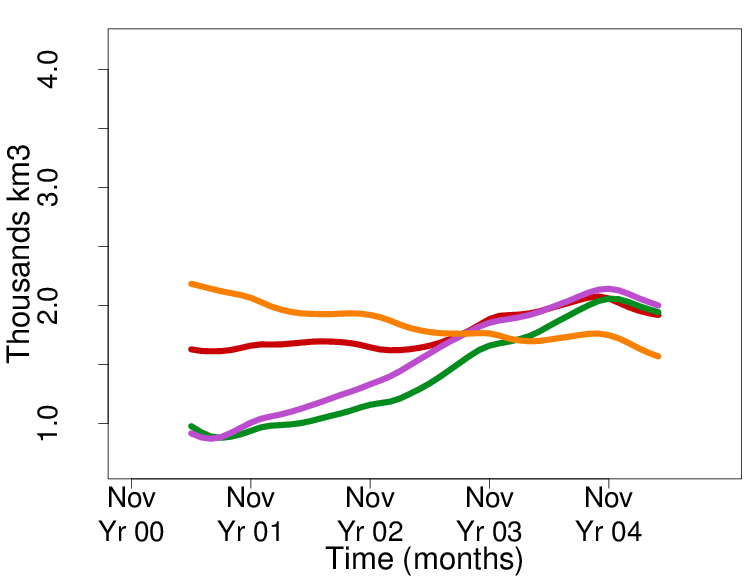 Thousands km3
4.0
3.0
2.0
1.0
Nov Nov Nov Nov Nov
Yr 00 Yr 01 Yr 02 Yr 03 Yr 04
Time (months)